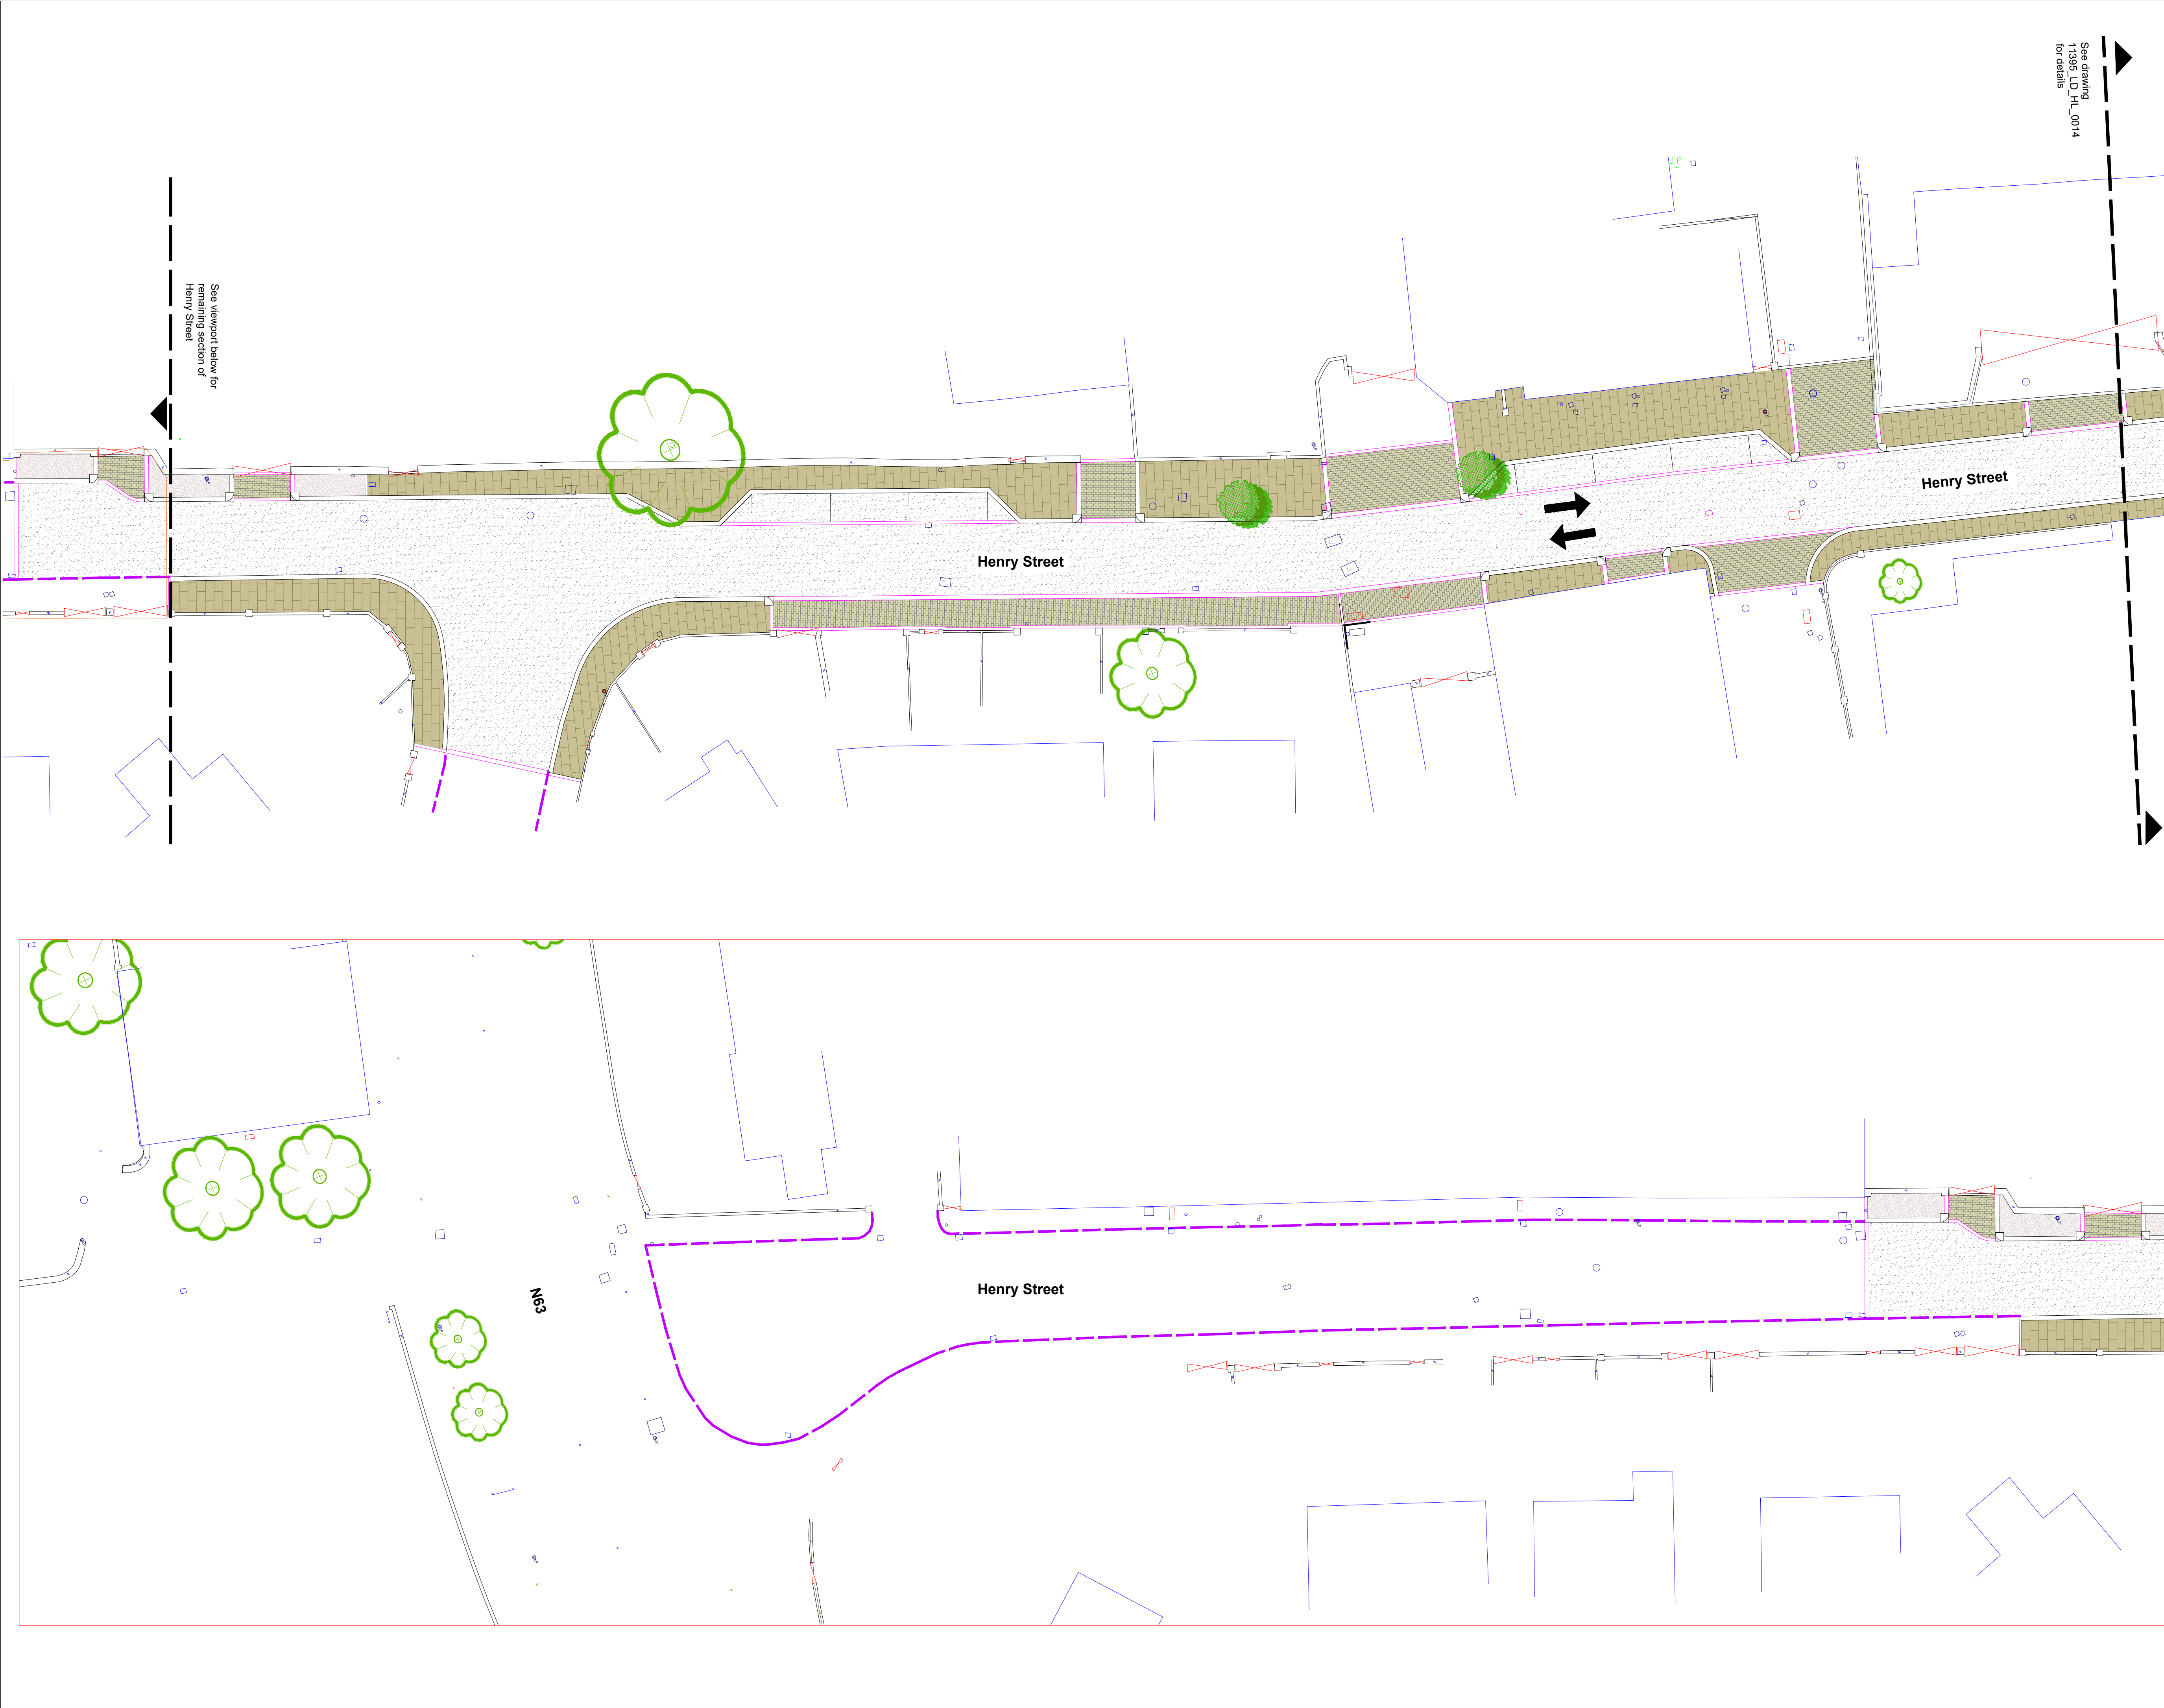 See drawing
11395_LD_HL_0014
for details
See viewport below for
remaining section of
Henry Street
Henry Street
Henry Street
Henry Street
N63